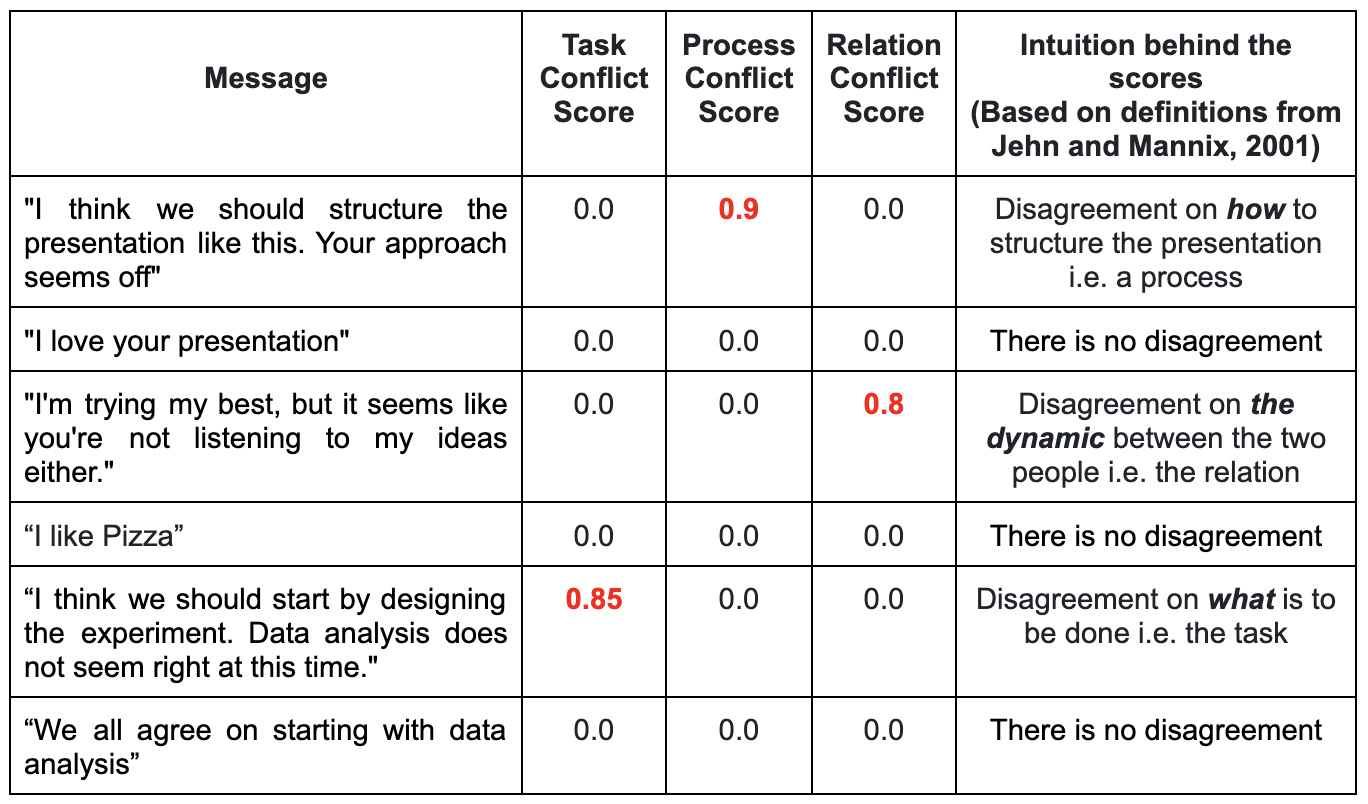 Message
Task
Conflict
Score
Process
Conflict
Score
Relation
Conflict
Score
Intuition behind the
scores
(Based on definitions from
Jehn and Mannix, 2001)
"I think we should structure the
presentation like this. Your approach
seems off"
0.0
0.9
0.0
Disagreement on how to
structure the presentation
i.e. a process
"I love your presentation"
0.0
0.0
0.0
There is no disagreement
"I'm trying my best, but it seems like
you're not listening to my ideas
either."
0.0
0.0
0.8
Disagreement on the
dynamic between the two
people i.e. the relation
“I like Pizza”
0.0
0.0
0.0
There is no disagreement
“I think we should start by designing
the experiment. Data analysis does
not seem right at this time."
0.85
0.0
0.0
Disagreement on what is to
be done i.e. the task
“We all agree on starting with data
analysis”
0.0
0.0
0.0
There is no disagreement